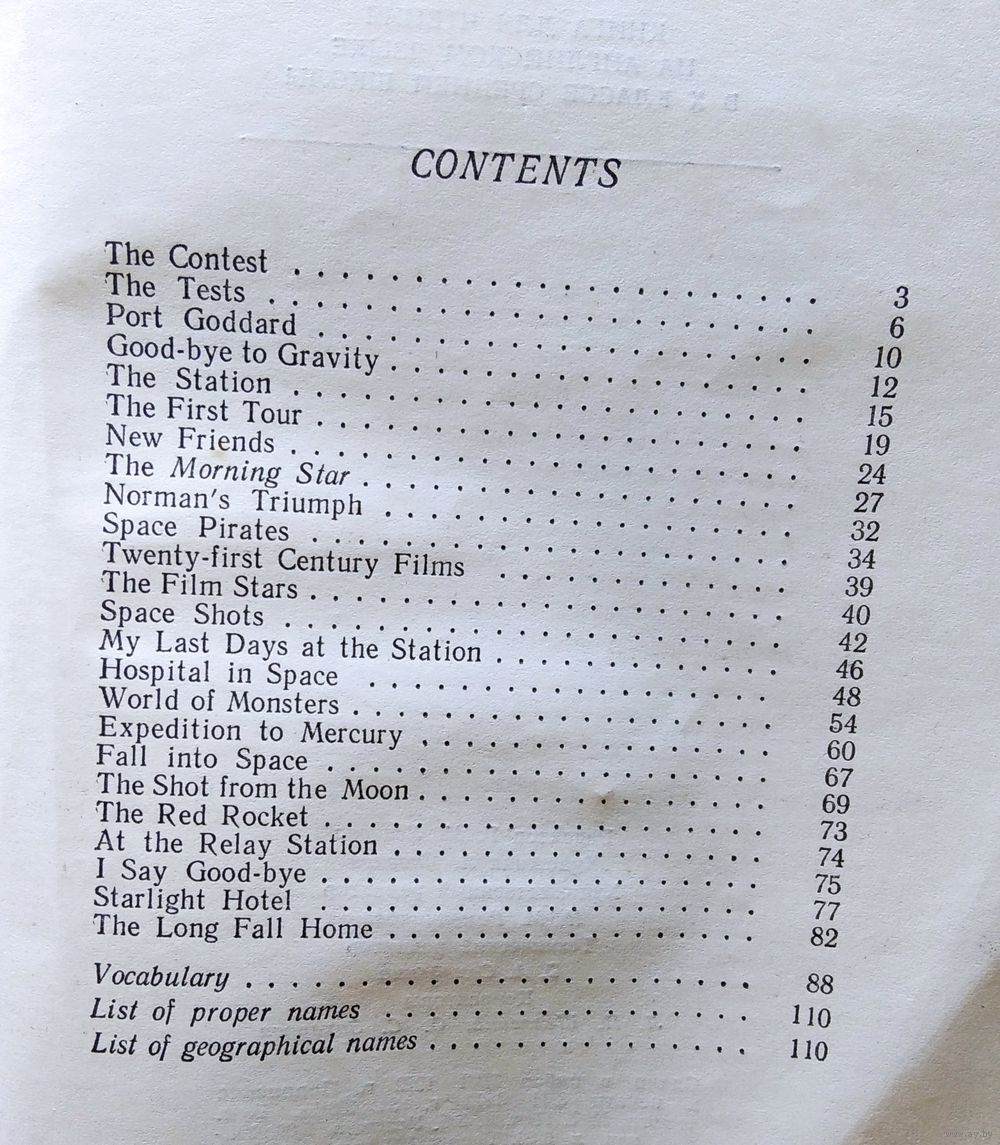 CONTENTS
The Contest . . . . . . . . . . . . . . . . . . . . . . 3
The Tests . . . . . . . . . . . . . . . . . . . . . . . 6
Port Goddard . . . . . . . . . . . . . . . . . . . . . 10
Good-bye to Gravity . . . . . . . . . . . . . . . . . . 12
The Station . . . . . . . . . . . . . . . . . . . . . . 15
The First Tour . . . . . . . . . . . . . . . . . . . . 19
New Friends . . . . . . . . . . . . . . . . . . . . . . 24
The Morning Star . . . . . . . . . . . . . . . . . . . 27
Norman's Triumph . . . . . . . . . . . . . . . . . . 32
Space Pirates . . . . . . . . . . . . . . . . . . . . . 34
Twenty-first Century Films . . . . . . . . . . . . . 39
The Film Stars . . . . . . . . . . . . . . . . . . . . 40
Space Shots . . . . . . . . . . . . . . . . . . . . . . 42
My Last Days at the Station . . . . . . . . . . . . . 46
Hospital in Space . . . . . . . . . . . . . . . . . . 48
World of Monsters . . . . . . . . . . . . . . . . . . 54
Expedition to Mercury . . . . . . . . . . . . . . . . 60
Fall into Space . . . . . . . . . . . . . . . . . . . . 67
The Shot from the Moon . . . . . . . . . . . . . . . . 69
The Red Rocket . . . . . . . . . . . . . . . . . . . . 73
At the Relay Station . . . . . . . . . . . . . . . . . 74
I Say Good-bye . . . . . . . . . . . . . . . . . . . . 75
Starlight Hotel . . . . . . . . . . . . . . . . . . . . 77
The Long Fall Home . . . . . . . . . . . . . . . . . 82
Vocabulary . . . . . . . . . . . . . . . . . . . . . . 88
List of proper names . . . . . . . . . . . . . . . . 110
List of geographical names . . . . . . . . . . . . . . 110
www.ay.by